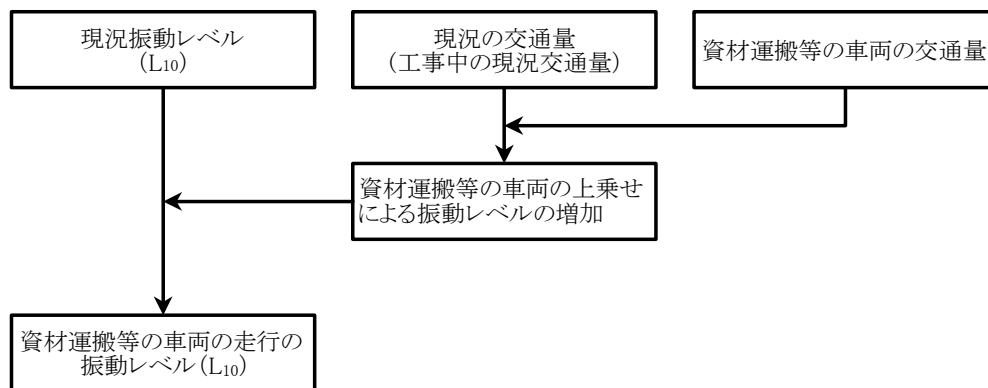 現況振動レベル
(L10)
現況の交通量
(工事中の現況交通量)
資材運搬等の車両の交通量
資材運搬等の車両の上乗せ
による振動レベルの増加
資材運搬等の車両の走行の
振動レベル(L10)